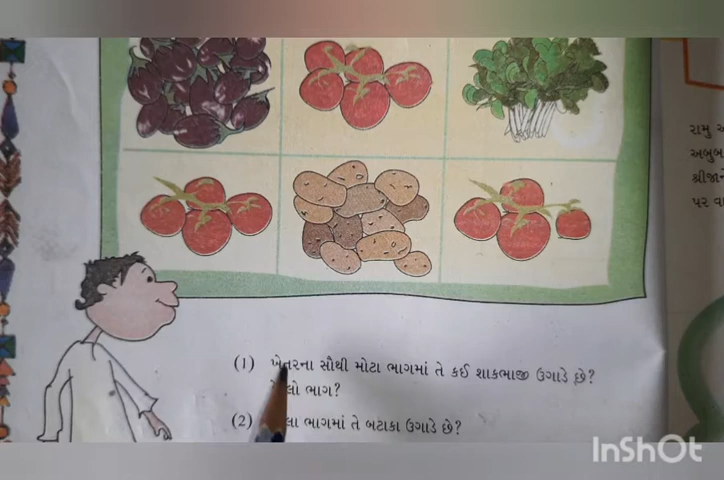 રામુ
અબુબ
શ્રીજાને
પર વા
(1) ખેતરના સૌથી મોટા ભાગમાં તે કઈ શાકભાજી ઉગાડે છે?
ભાગ?
(2) ભાગમાં તે બટાકા ઉગાડે છે?
InShOt